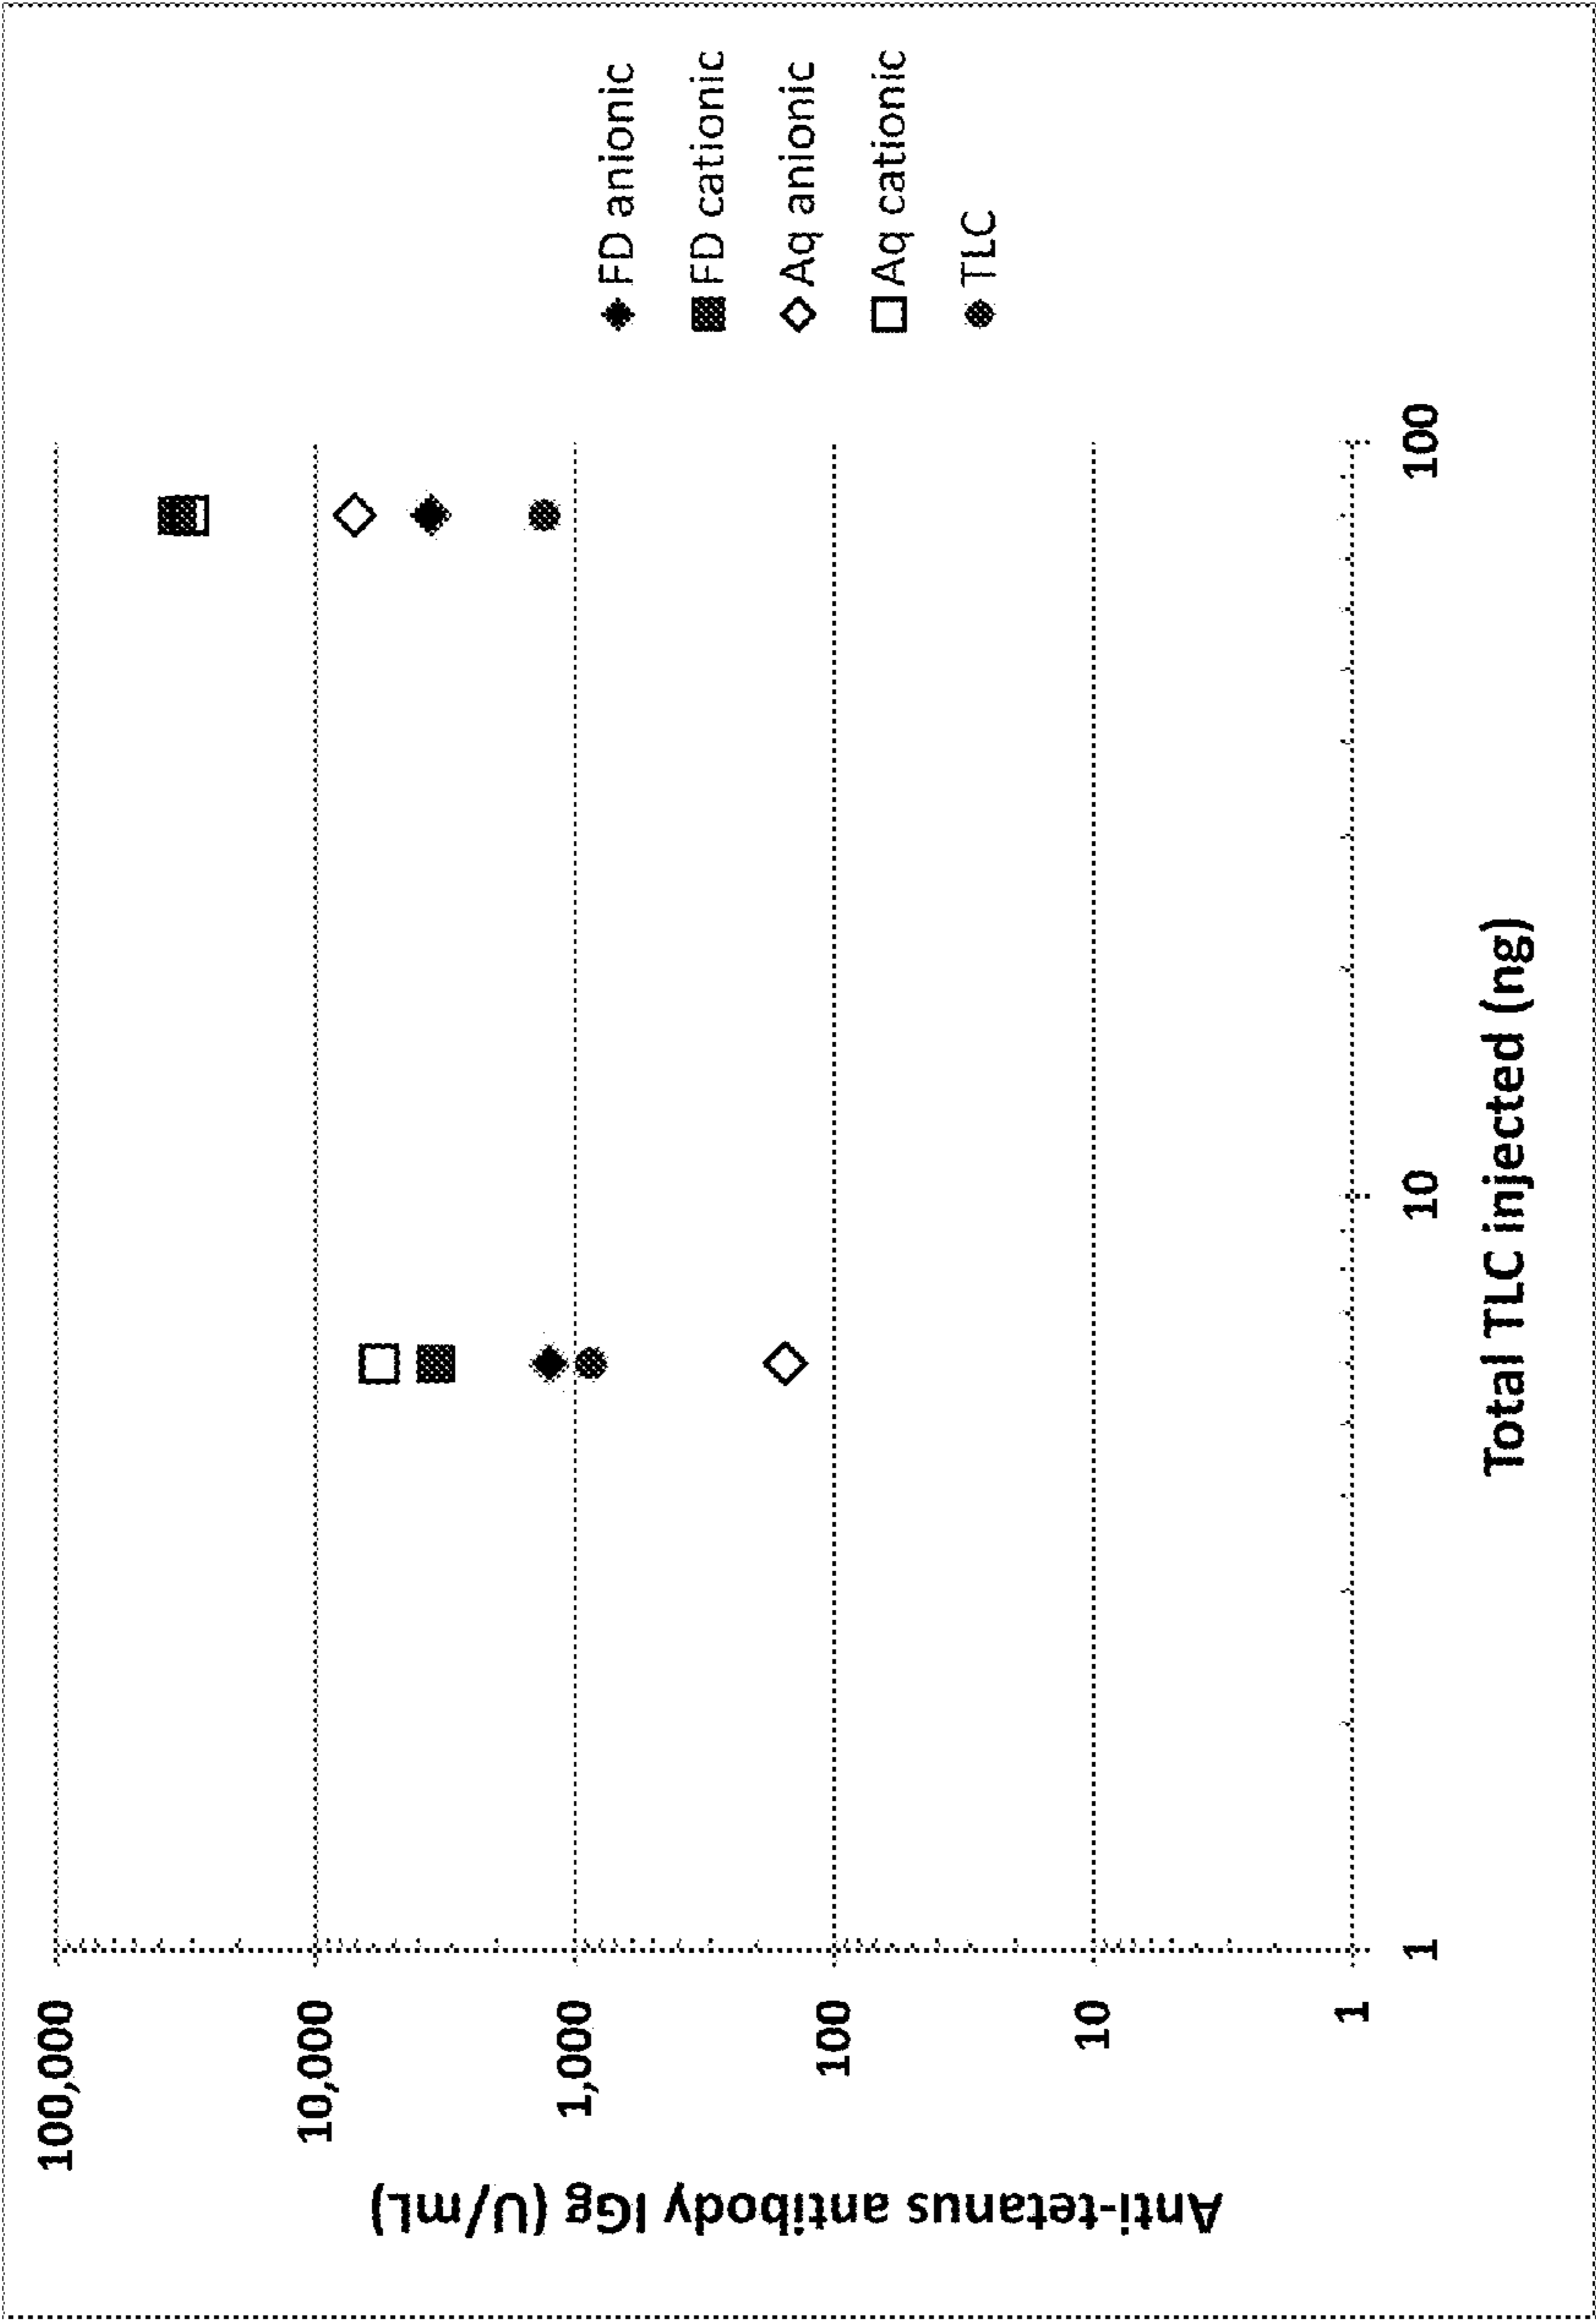 Anti-tetanus antibody IGg (U/mL)
100,000
10,000
1,000
100
10
1
1
10
100
Total TLC injected (ng)
FD anionic
FD cationic
Aq anionic
Aq cationic
TLC